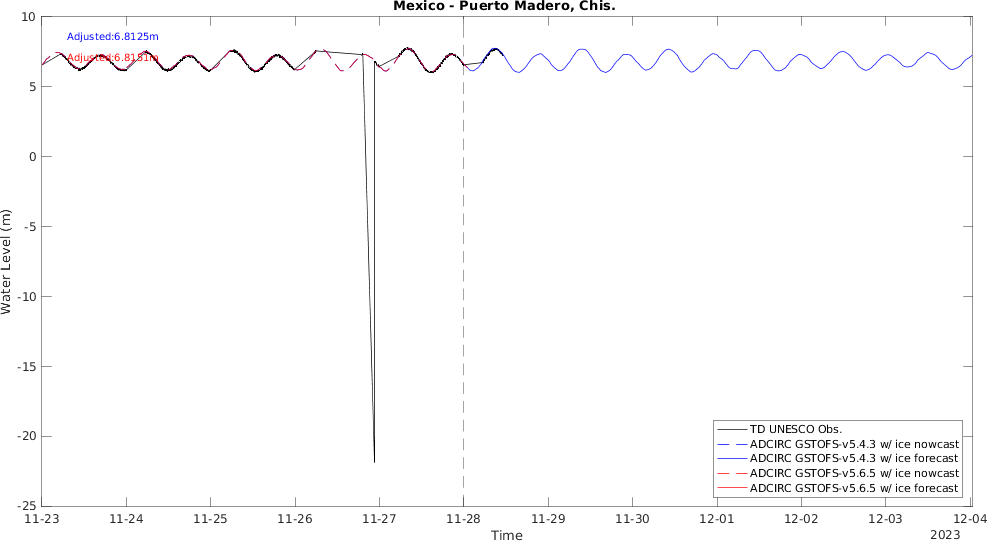 Mexico - Puerto Madero, Chis.
10
5
0
-5
-10
-15
-20
-25
Water Level (m)
Adjusted:6.8125m
Adjusted:6.8151m
TD UNESCO Obs.
ADCIRC GSTOFS-v5.4.3 w/ ice nowcast
ADCIRC GSTOFS-v5.4.3 w/ ice forecast
ADCIRC GSTOFS-v5.6.5 w/ ice nowcast
ADCIRC GSTOFS-v5.6.5 w/ ice forecast
11-23 11-24 11-25 11-26 11-27 11-28 11-29 11-30 12-01 12-02 12-03 12-04
Time
2023